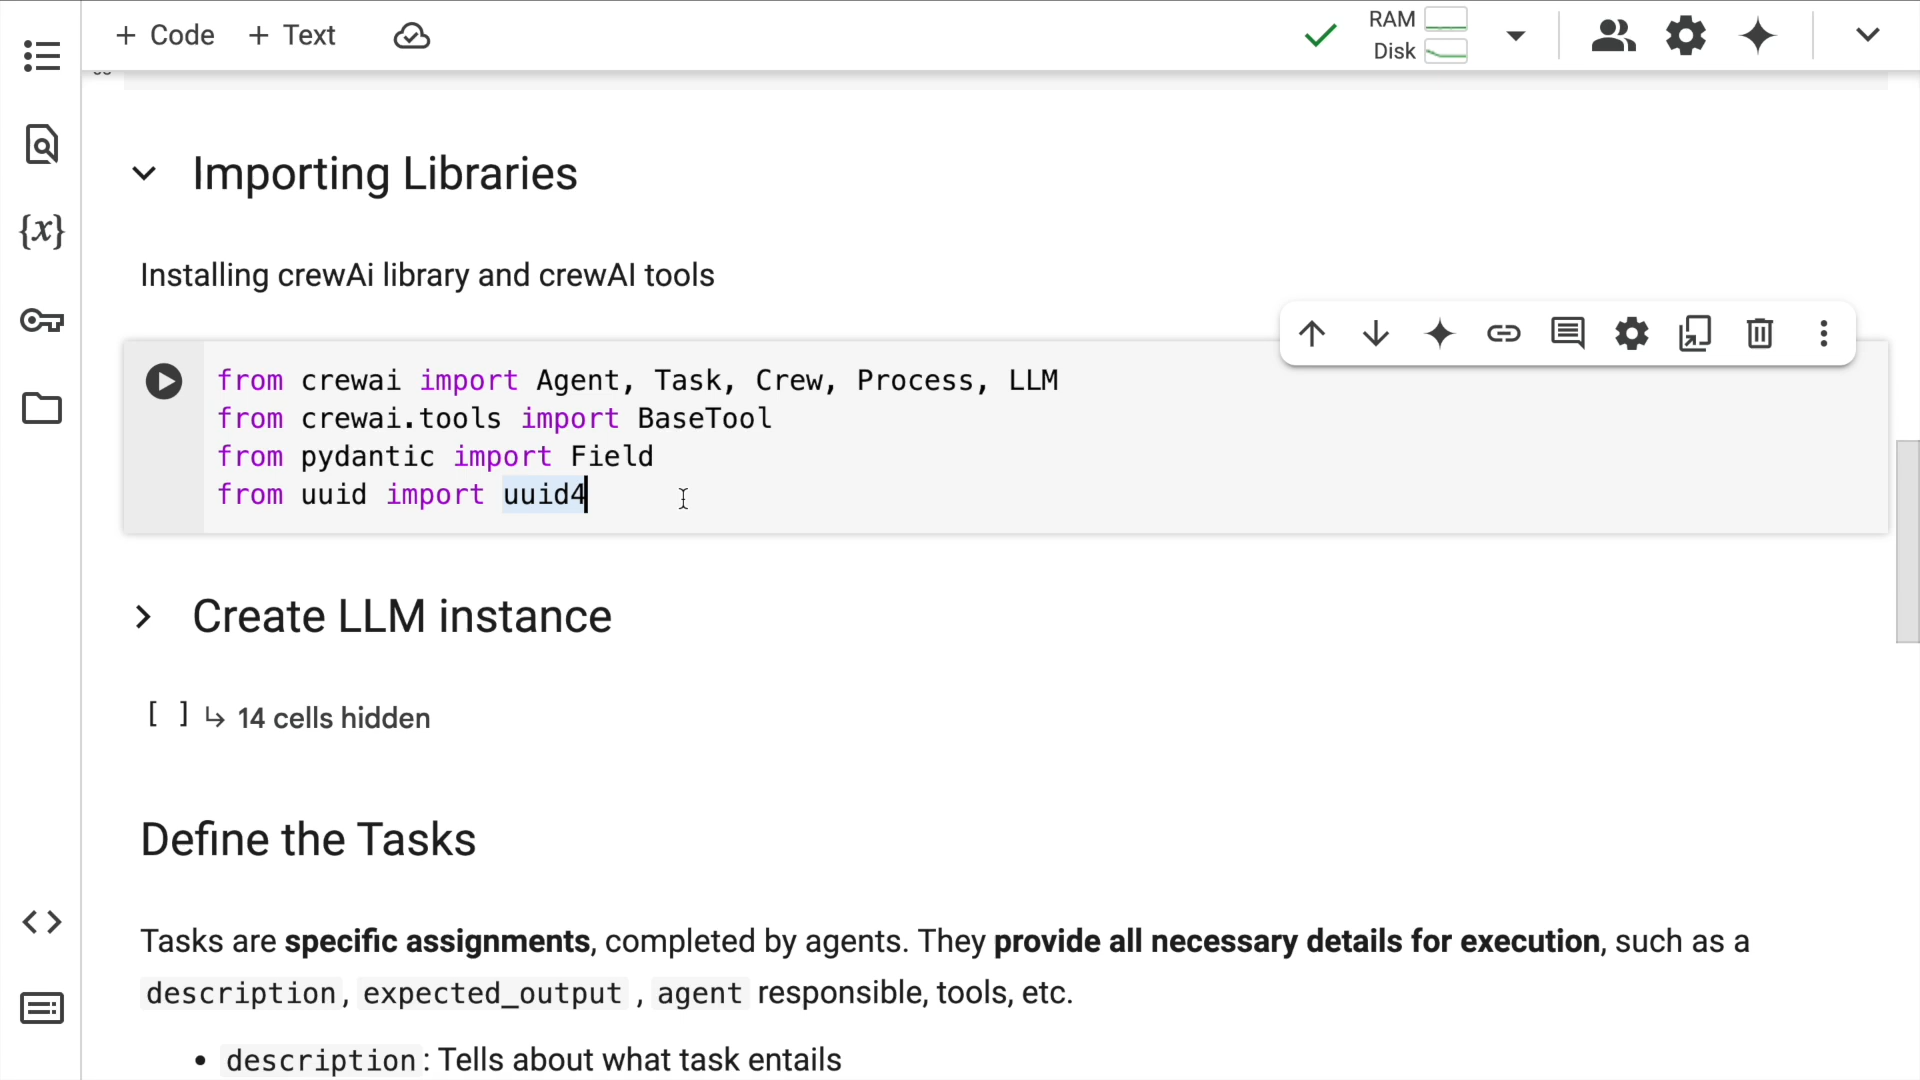 + Code + Text
RAM
Disk
{x}
Importing Libraries
Installing crewAi library and crewAI tools
from crewai import Agent, Task, Crew, Process, LLM
from crewai.tools import BaseTool
from pydantic import Field
from uuid import uuid4
Create LLM instance
[ ] ↳ 14 cells hidden
Define the Tasks
Tasks are specific assignments, completed by agents. They provide all necessary details for execution, such as a
description, expected_output , agent responsible, tools, etc.
• description: Tells about what task entails